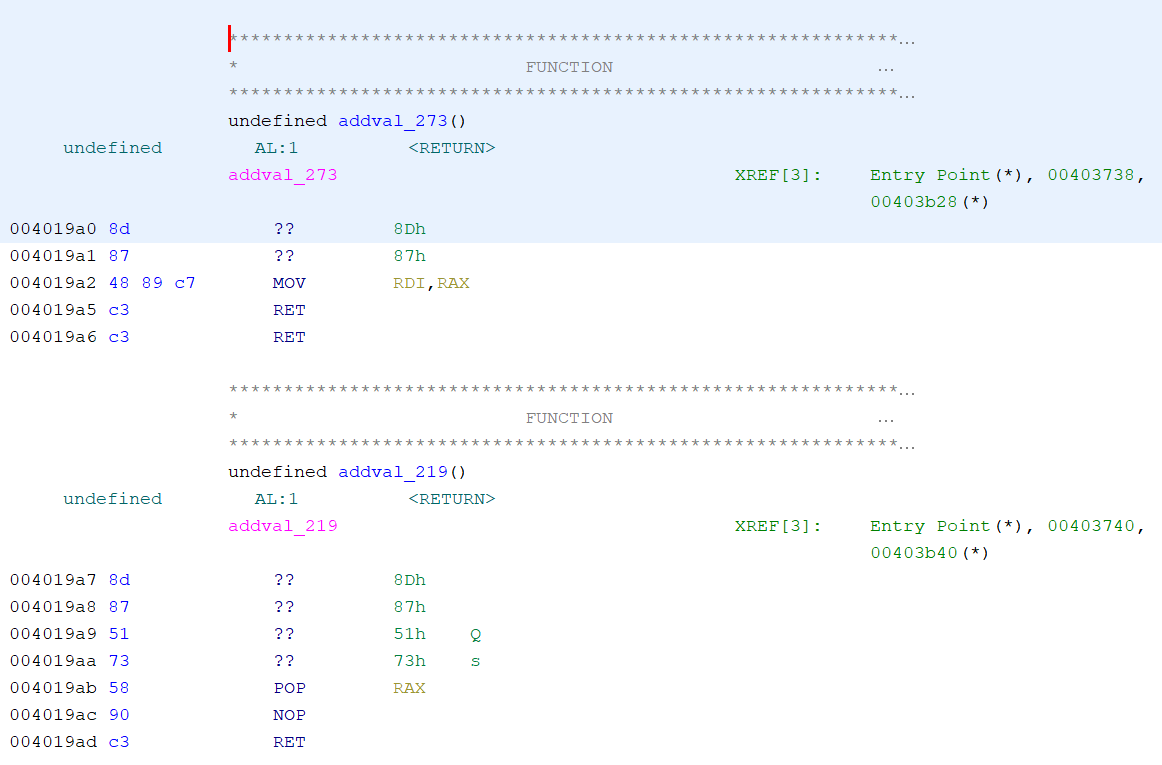 **************************************************************...
* FUNCTION ...
**************************************************************...
undefined addval_273()
undefined AL:1 <RETURN>
addval_273 XREF[3]: Entry Point(*), 00403738,
00403b28(*)
004019a0 8d ?? 8Dh
004019a1 87 ?? 87h
004019a2 48 89 c7 MOV RDI,RAX
004019a5 c3 RET
004019a6 c3 RET
**************************************************************...
* FUNCTION ...
**************************************************************...
undefined addval_219()
undefined AL:1 <RETURN>
addval_219 XREF[3]: Entry Point(*), 00403740,
00403b40(*)
004019a7 8d ?? 8Dh
004019a8 87 ?? 87h
004019a9 51 ?? 51h Q
004019aa 73 ?? 73h s
004019ab 58 POP RAX
004019ac 90 NOP
004019ad c3 RET